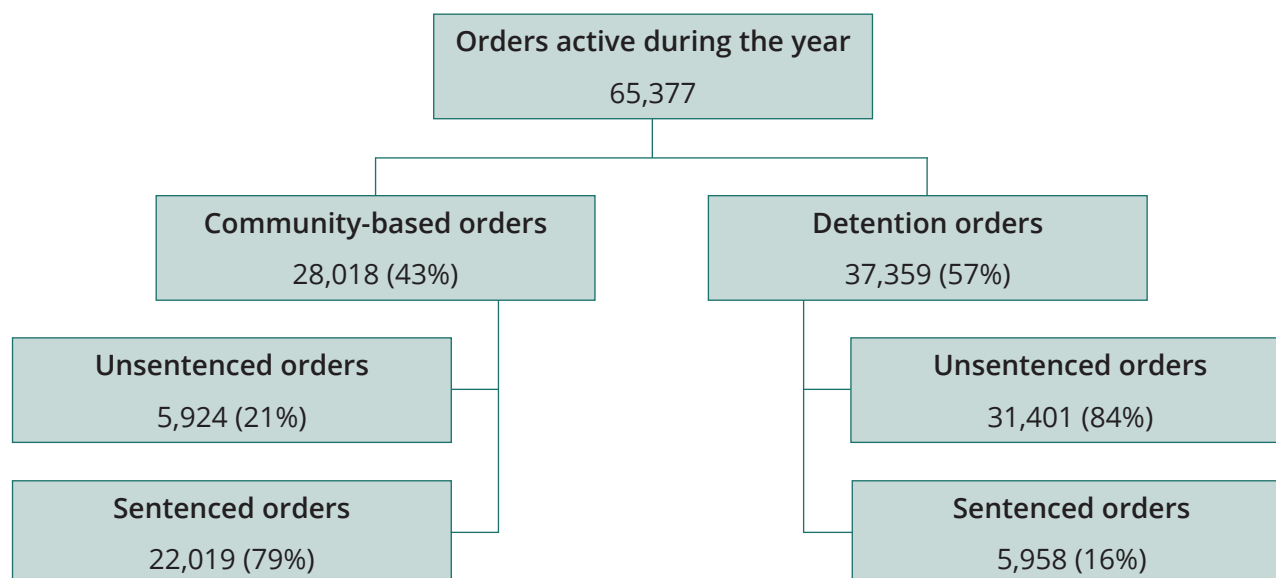 Orders active during the year
65,377
Community-based orders
28,018 (43%)
Detention orders
37,359 (57%)
Unsentenced orders
5,924 (21%)
Unsentenced orders
31,401 (84%)
Sentenced orders
22,019 (79%)
Sentenced orders
5,958 (16%)